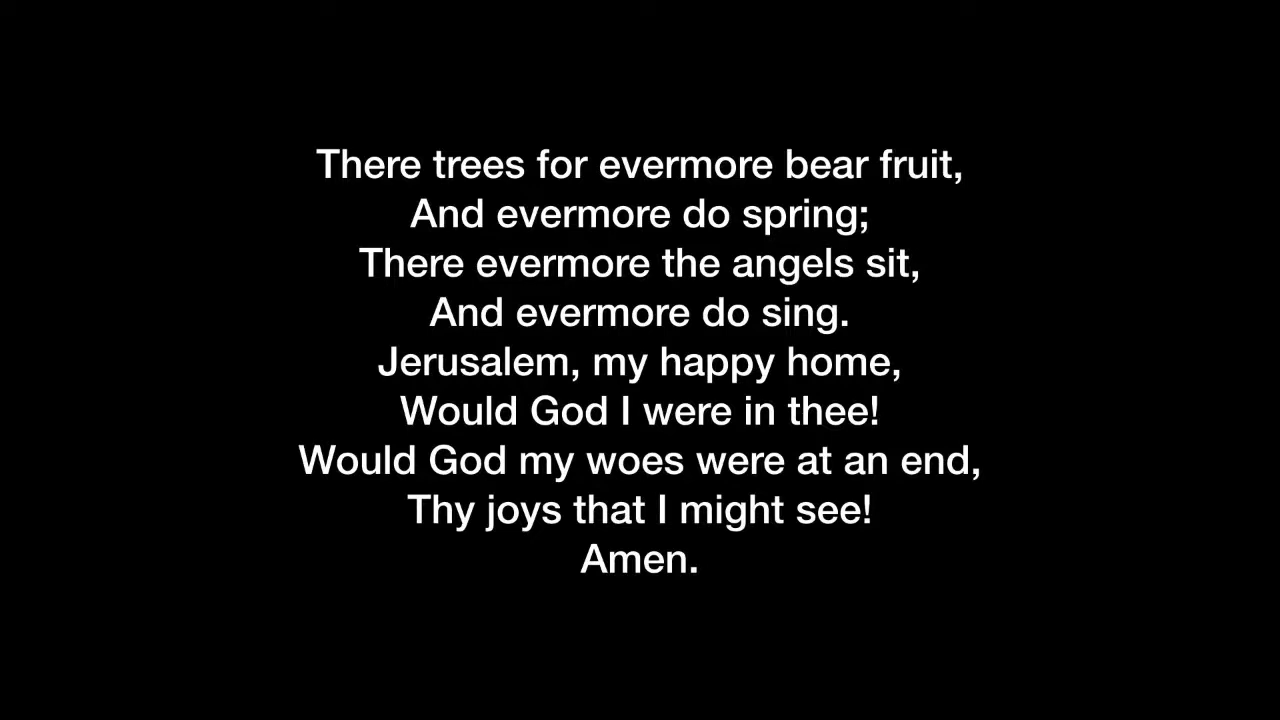 There trees for evermore bear fruit,
And evermore do spring;
There evermore the angels sit,
And evermore do sing.
Jerusalem, my happy home,
Would God I were in thee!
Would God my woes were at an end,
Thy joys that I might see!
Amen.